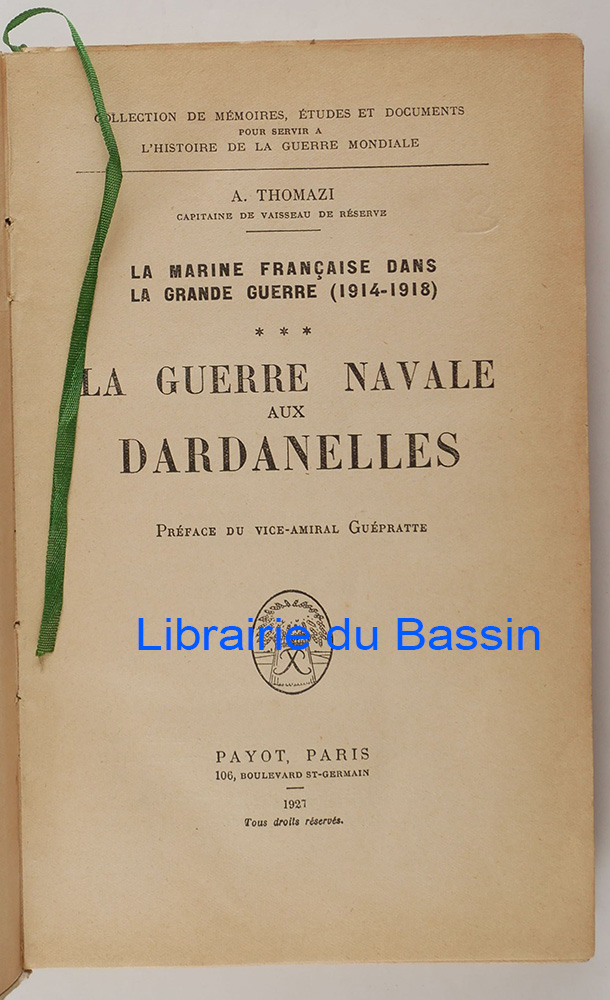 COLLECTION DE MÉMOIRES, ÉTUDES ET DOCUMENTS
POUR SERVIR A
L'HISTOIRE DE LA GUERRE MONDIALE
A. THOMAZI
CAPITAINE DE VAISSEAU DE RÉSERVE
LA MARINE FRANÇAISE DANS
LA GRANDE GUERRE (1914-1918)
* * *
LA GUERRE NAVALE
AUX
DARDANELLES
PRÉFACE DU VICE-AMIRAL GUÉPRATTE
Librairie du Bassin
PAYOT, PARIS
106, BOULEVARD ST-GERMAIN
1927
Tous droits réservés.